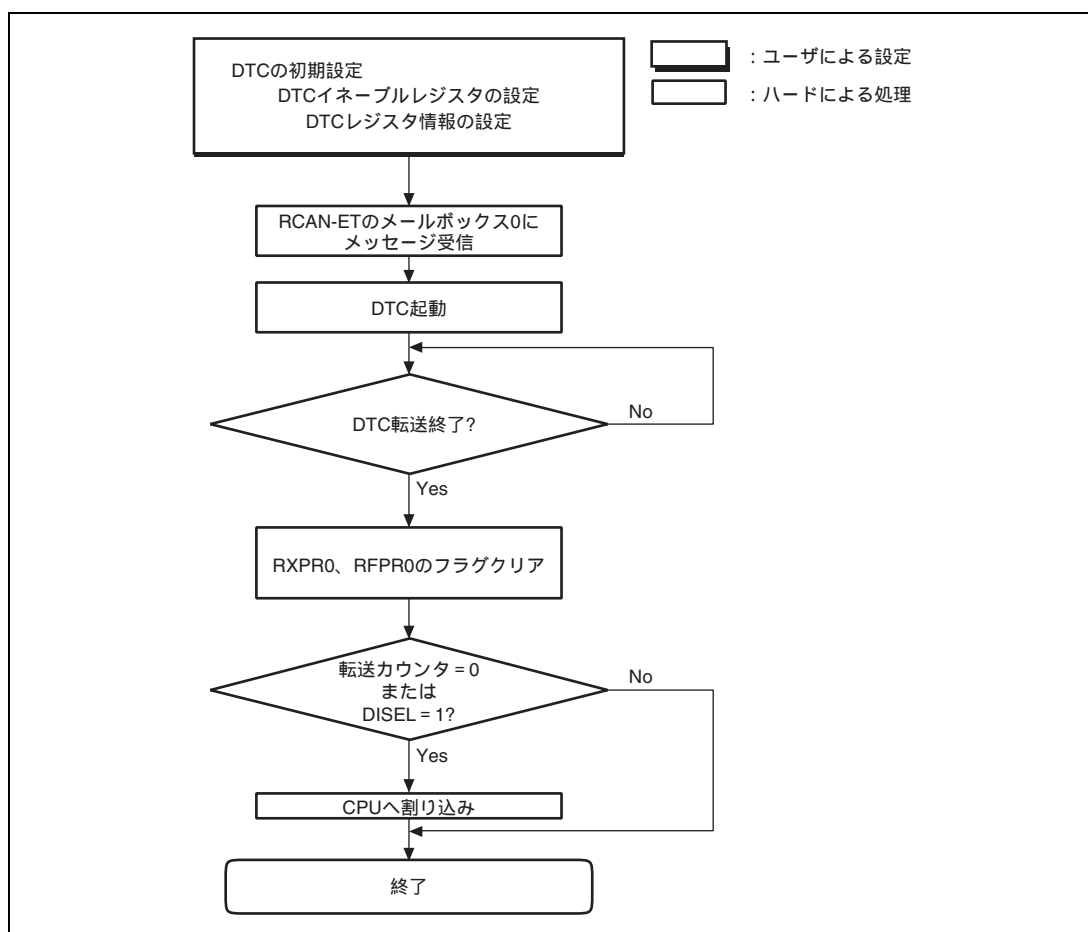 DTCの初期設定
DTCイネーブルレジスタの設定
DTCレジスタ情報の設定
：ユーザによる設定
：ハードによる処理
RCAN-ETのメールボックス0に
メッセージ受信
DTC起動
DTC転送終了?
No
Yes
RXPR0、RFPR0のフラグクリア
転送カウンタ = 0
または
DISEL = 1?
No
Yes
CPUへ割り込み
終了